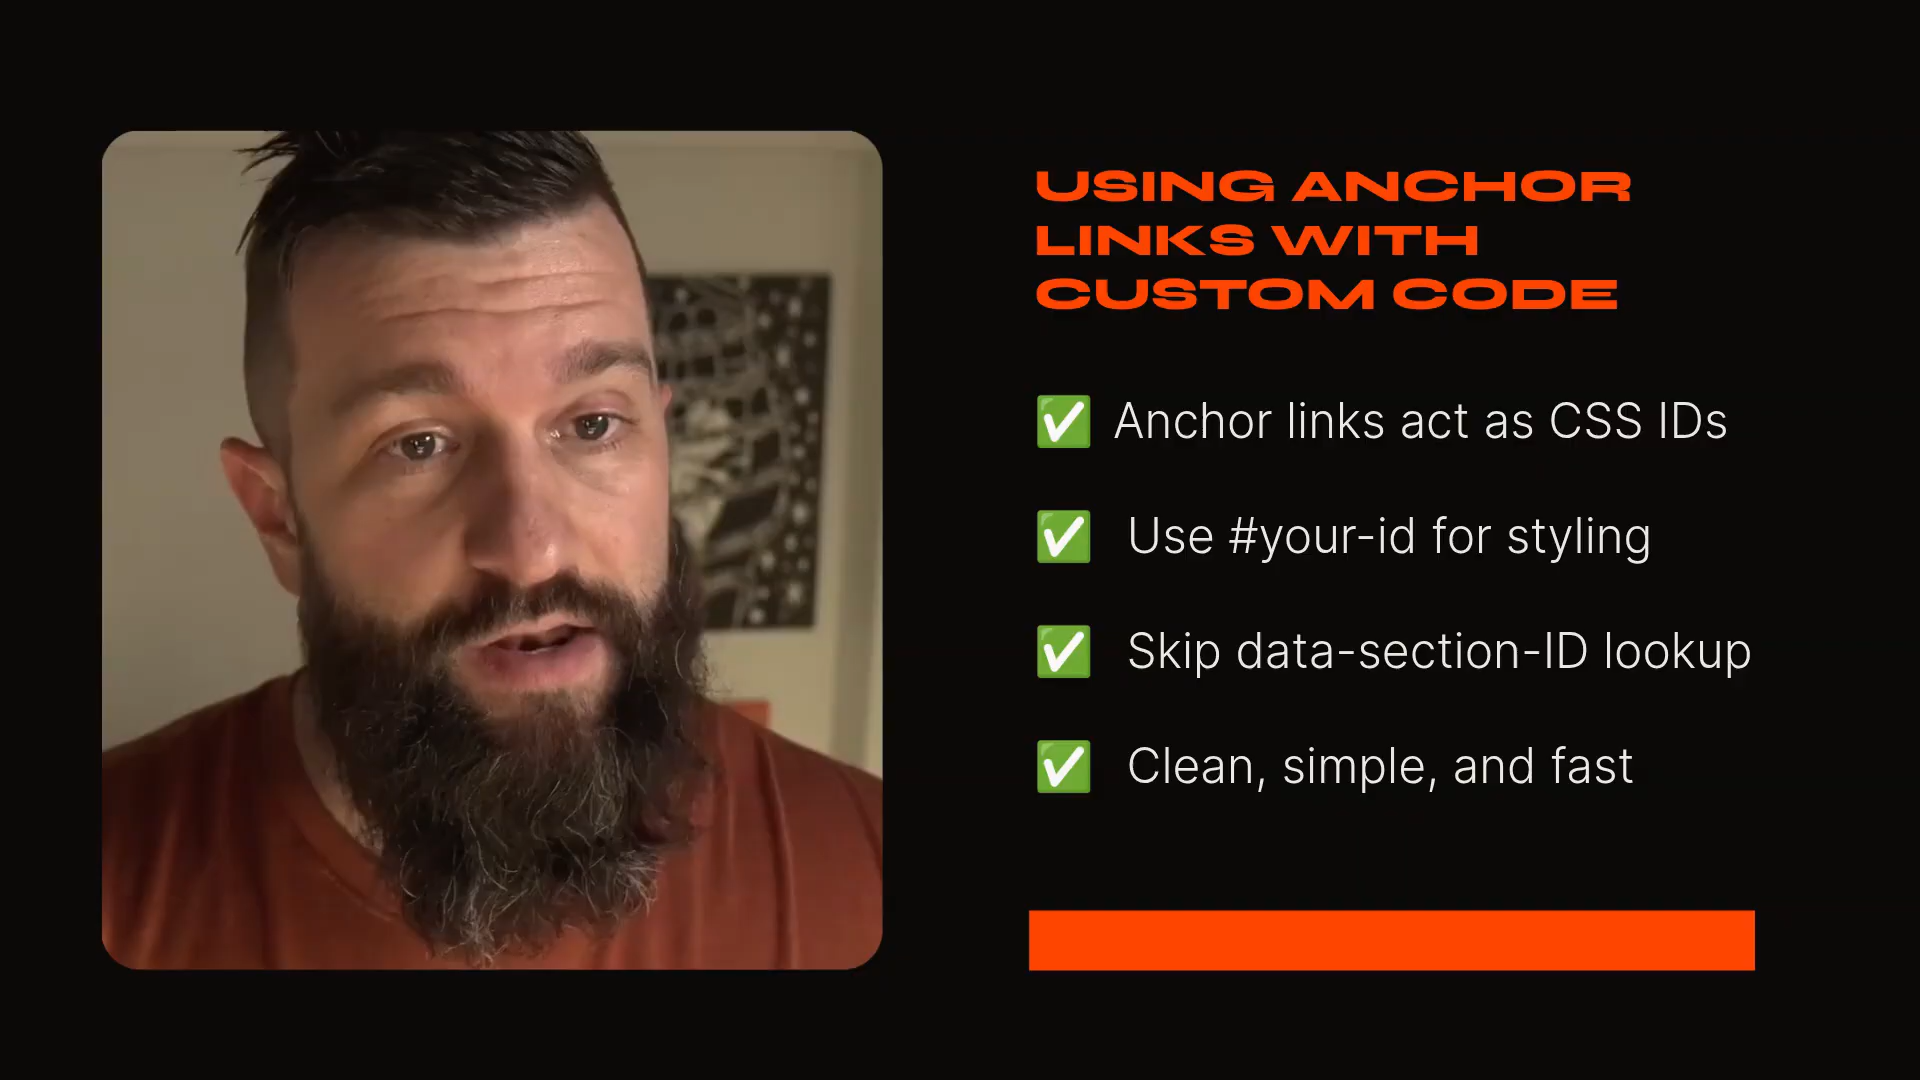 USING ANCHOR
LINKS WITH
CUSTOM CODE
✅ Anchor links act as CSS IDs
✅ Use #your-id for styling
✅ Skip data-section-ID lookup
✅ Clean, simple, and fast